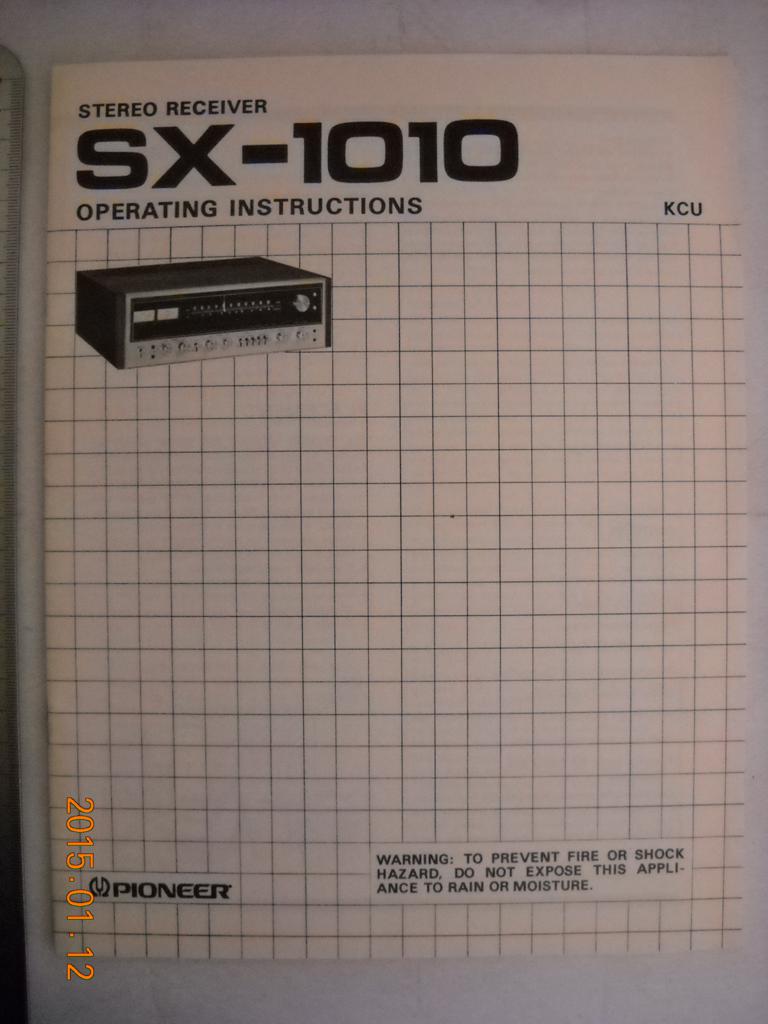 STEREO RECEIVER
SX-1010
OPERATING INSTRUCTIONS
KCU
WARNING: TO PREVENT FIRE OR SHOCK
HAZARD, DO NOT EXPOSE THIS APPLI-
ANCE TO RAIN OR MOISTURE.
PIONEER
2015.01.12